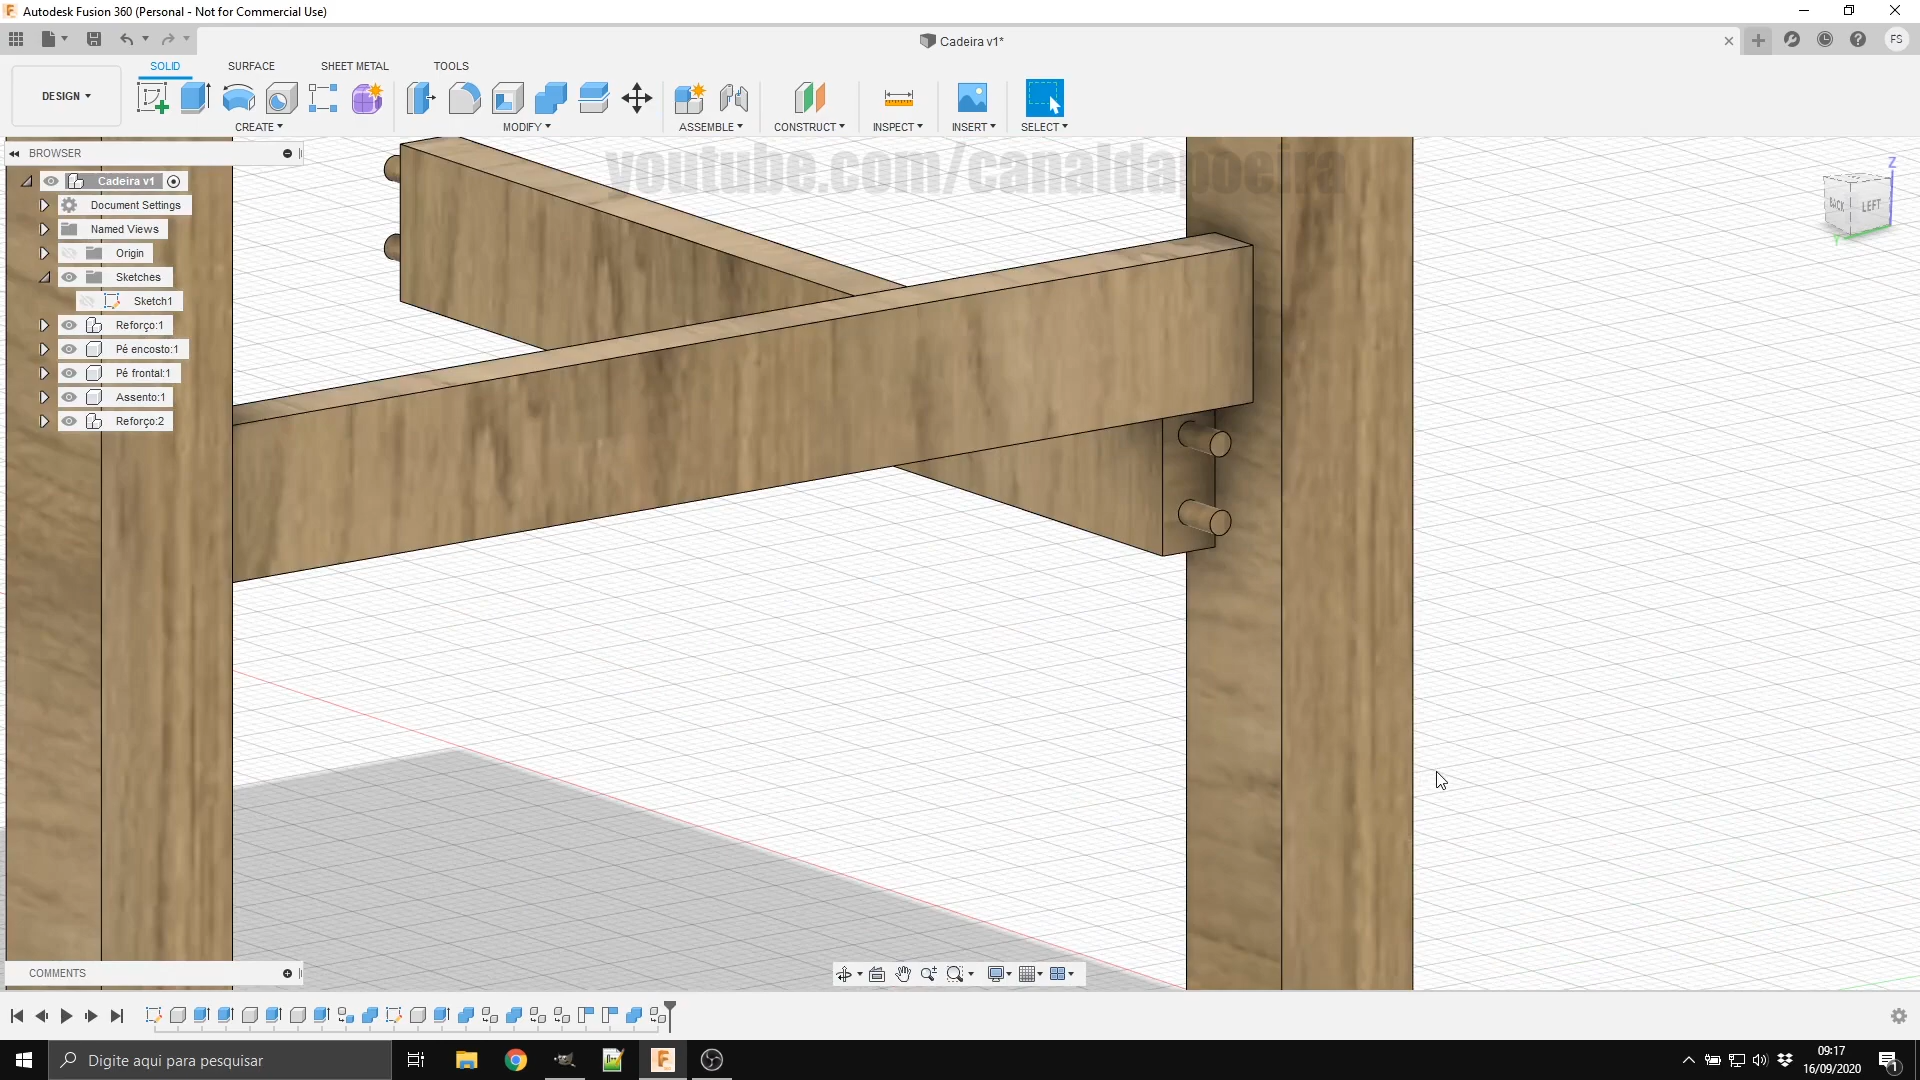 Autodesk Fusion 360 (Personal - Not for Commercial Use)
Cadeira v1*
FS
SOLID
SURFACE
SHEET METAL
TOOLS
DESIGN
CREATE
MODIFY
ASSEMBLE
CONSTRUCT
INSPECT
INSERT
SELECT
BROWSER
youtube.com/canaldapoeira
Cadeira v1
Document Settings
Named Views
Origin
Sketches
Sketch1
Reforço:1
Pé encosto:1
Pé frontal:1
Assento:1
Reforço:2
Z
BACK
LEFT
Y
COMMENTS
Digite aqui para pesquisar
09:17
16/09/2020
1